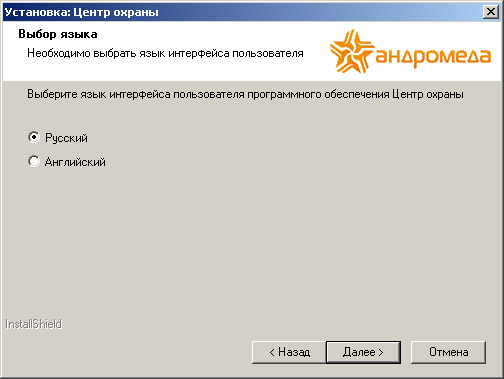 Установка: Центр охраны
Выбор языка
Необходимо выбрать язык интерфейса пользователя
андромеда
Выберите язык интерфейса пользователя программного обеспечения Центр охраны
Русский
Английский
InstallShield
< Назад
Далее >
Отмена